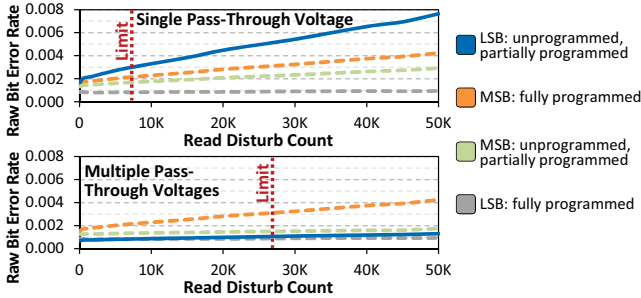 Raw Bit Error Rate
0.008
0.006
0.004
0.002
0.000
Single Pass-Through Voltage
Limit
0 10K 20K 30K 40K 50K
Read Disturb Count
Raw Bit Error Rate
0.008
0.006
0.004
0.002
0.000
Multiple Pass-
Through Voltages
Limit
0 10K 20K 30K 40K 50K
Read Disturb Count
LSB: unprogrammed,
partially programmed
MSB: fully programmed
MSB: unprogrammed,
partially programmed
LSB: fully programmed